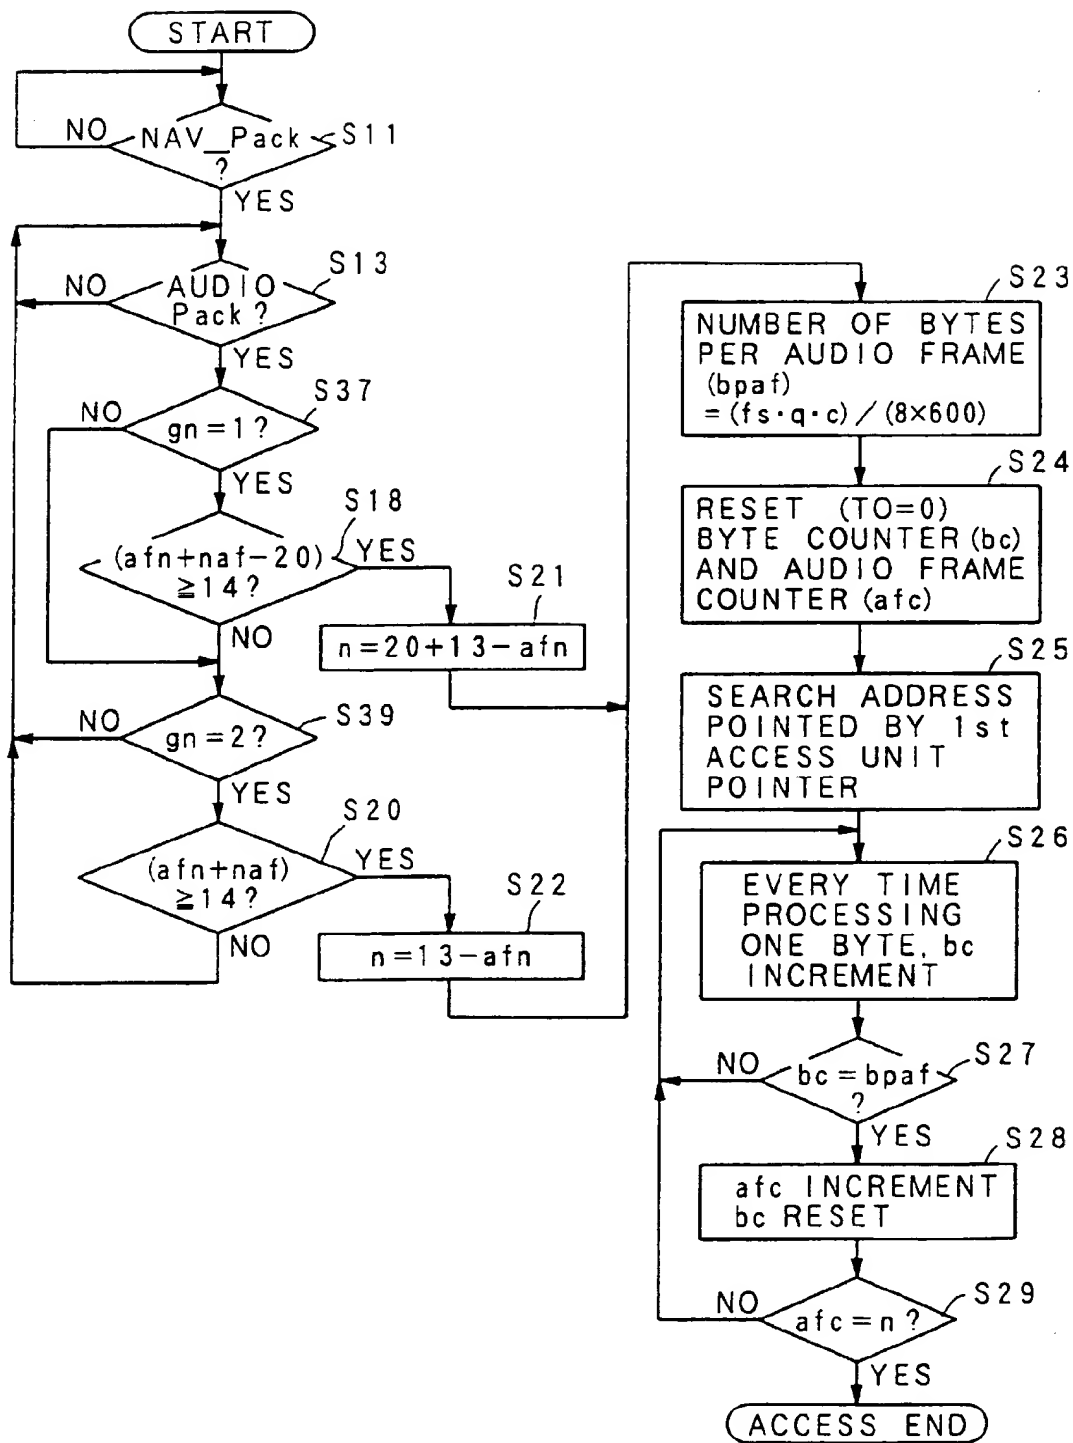 START
NO
NAV_Pack
?
S11
YES
NO
AUDIO
Pack?
S13
YES
NO
gn=1?
S37
YES
(afn+naf−20)
≧14?
S18
YES
NO
S21
n=20+13−afn
NO
gn=2?
S39
YES
(afn+naf)
≧14?
S20
YES
NO
S22
n=13−afn
S23
NUMBER OF BYTES
PER AUDIO FRAME
(bpaf)
=(fs·q·c)/(8×600)
S24
RESET (TO=0)
BYTE COUNTER(bc)
AND AUDIO FRAME
COUNTER(afc)
S25
SEARCH ADDRESS
POINTED BY 1st
ACCESS UNIT
POINTER
S26
EVERY TIME
PROCESSING
ONE BYTE, bc
INCREMENT
NO
bc=bpaf
?
S27
YES
S28
afc INCREMENT
bc RESET
NO
afc=n?
S29
YES
ACCESS END